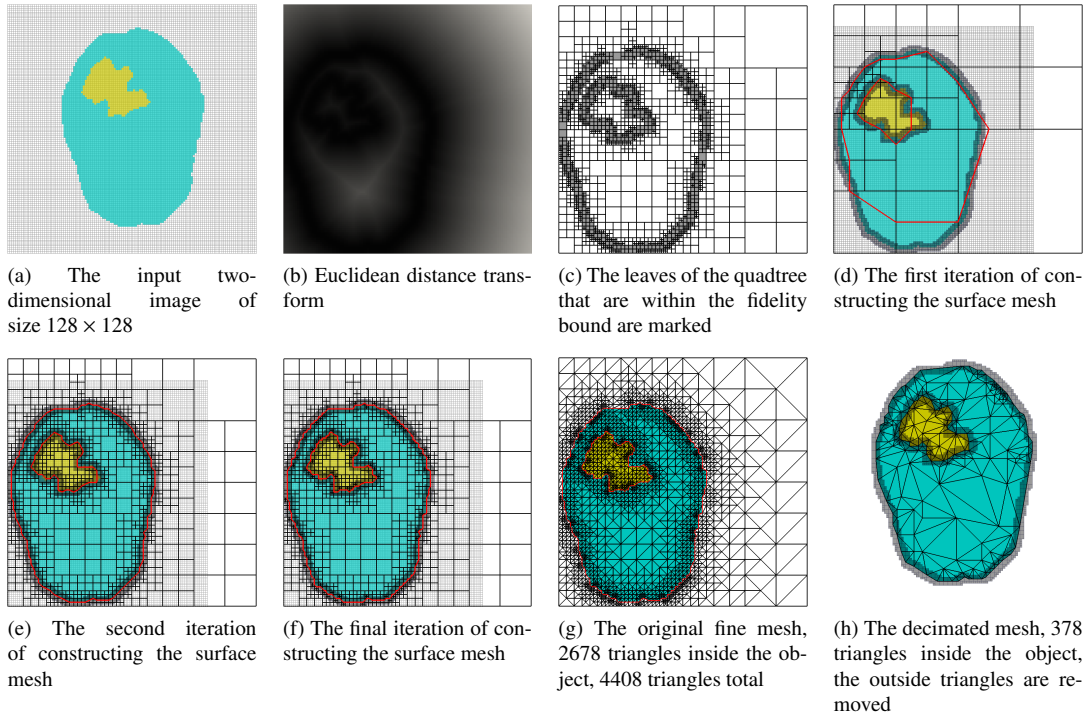 (a) The input two-
dimensional image of
size 128 × 128
(b) Euclidean distance trans-
form
(c) The leaves of the quadtree
that are within the fidelity
bound are marked
(d) The first iteration of con-
structing the surface mesh
(e) The second iteration
of constructing the surface
mesh
(f) The final iteration of con-
structing the surface mesh
(g) The original fine mesh,
2678 triangles inside the ob-
ject, 4408 triangles total
(h) The decimated mesh, 378
triangles inside the object,
the outside triangles are re-
moved